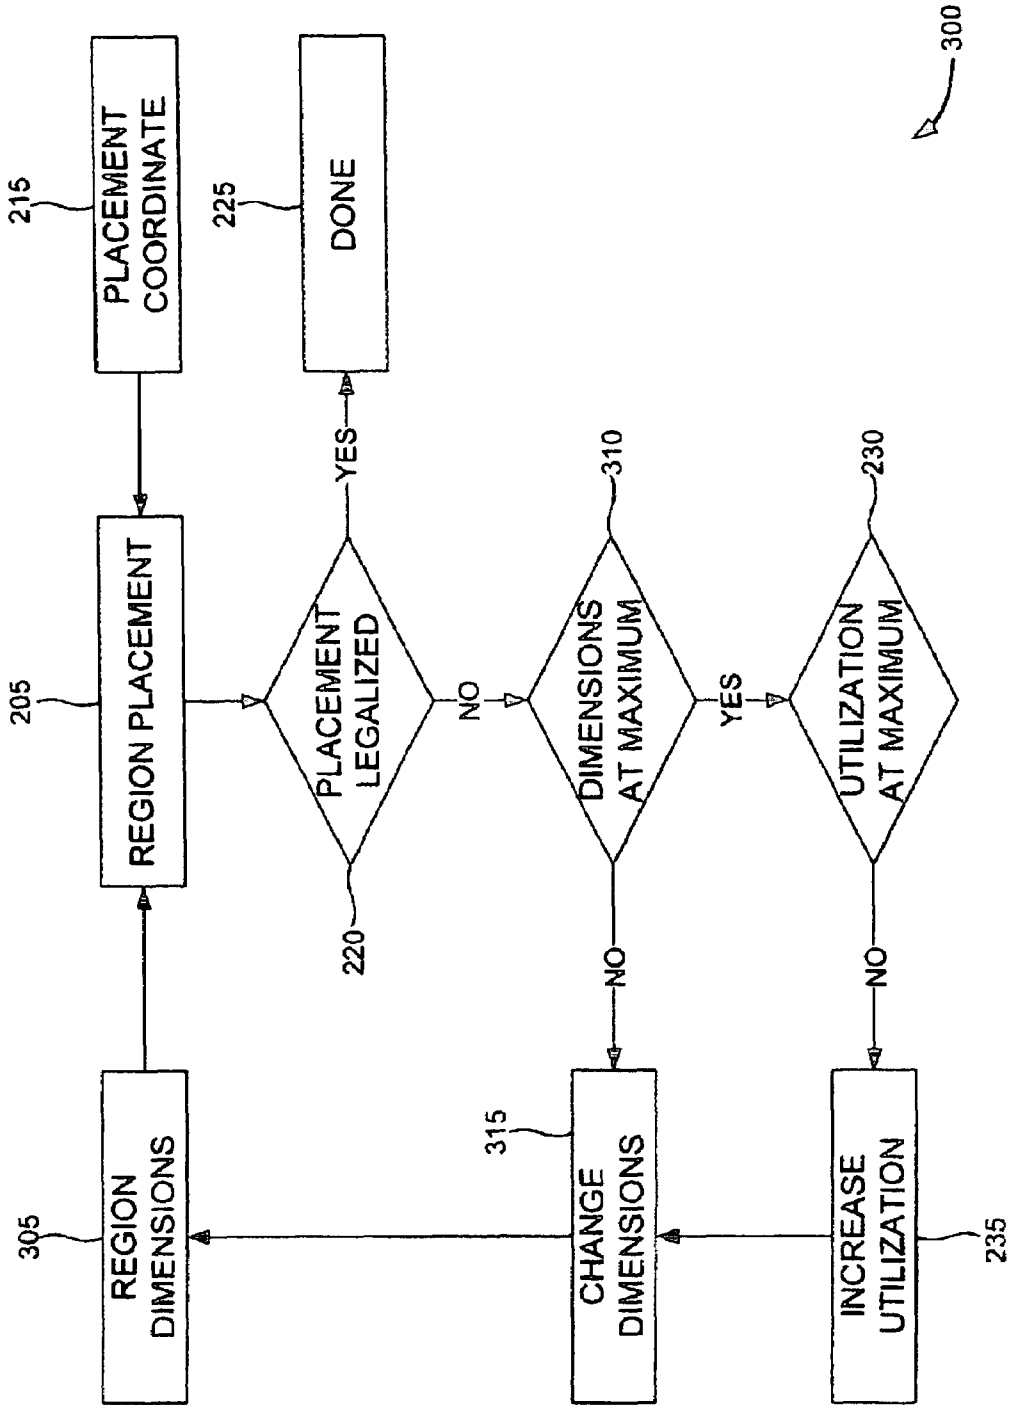 305
REGION
DIMENSIONS
205
REGION PLACEMENT
215
PLACEMENT
COORDINATE
220
PLACEMENT
LEGALIZED
YES
225
DONE
NO
315
CHANGE
DIMENSIONS
NO
DIMENSIONS
AT MAXIMUM
310
YES
INCREASE
UTILIZATION
235
NO
UTILIZATION
AT MAXIMUM
230
300